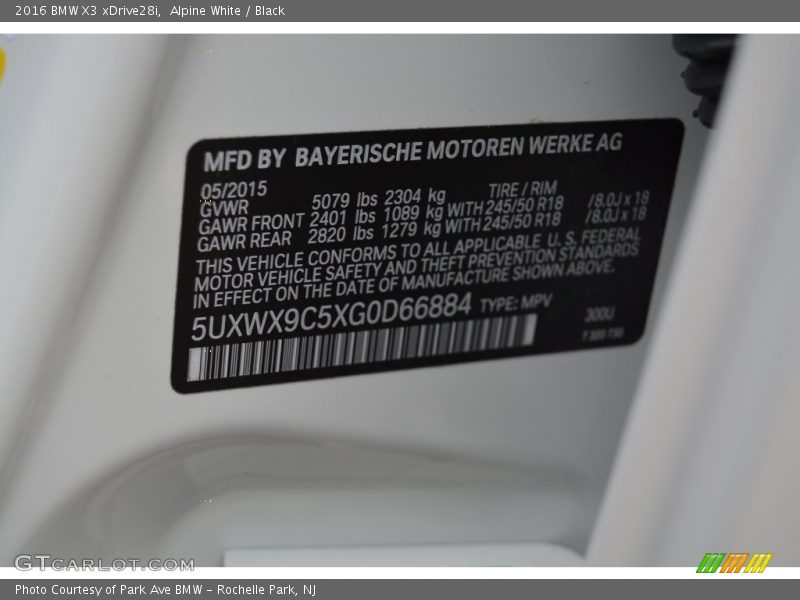 2016 BMW X3 xDrive28i,  Alpine White / Black
MFD BY BAYERISCHE MOTOREN WERKE AG
05/2015 TIRE / RIM
GVWR 5079 lbs 2304 kg
GAWR FRONT 2401 lbs 1089 kg WITH 245/50 R18 /8.0J x 18
GAWR REAR 2820 lbs 1279 kg WITH 245/50 R18 /8.0J x 18
THIS VEHICLE CONFORMS TO ALL APPLICABLE U. S. FEDERAL
MOTOR VEHICLE SAFETY AND THEFT PREVENTION STANDARDS
IN EFFECT ON THE DATE OF MANUFACTURE SHOWN ABOVE.
5UXWX9C5XG0D66884 TYPE: MPV
300U
GTCARLOT.COM
Photo Courtesy of Park Ave BMW - Rochelle Park, NJ